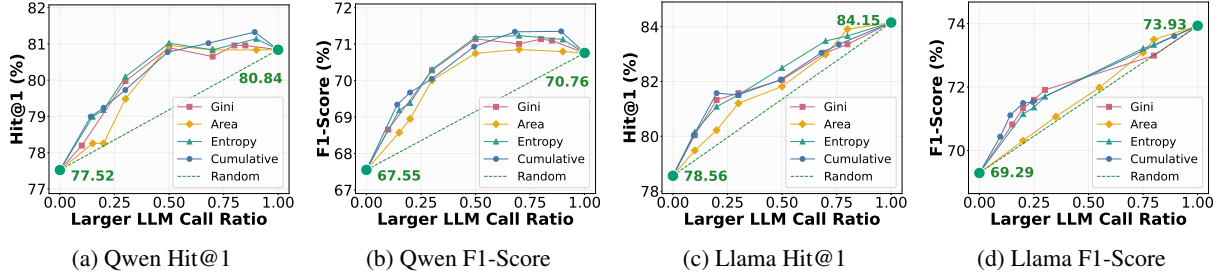 82
81
80
79
78
77
Hit@1 (%)
77.52
80.84
Gini
Area
Entropy
Cumulative
Random
0.00 0.25 0.50 0.75 1.00
Larger LLM Call Ratio
(a) Qwen Hit@1
72
71
70
69
68
67
F1-Score (%)
67.55
70.76
Gini
Area
Entropy
Cumulative
Random
0.00 0.25 0.50 0.75 1.00
Larger LLM Call Ratio
(b) Qwen F1-Score
84
82
80
78
Hit@1 (%)
78.56
84.15
Gini
Area
Entropy
Cumulative
Random
0.00 0.25 0.50 0.75 1.00
Larger LLM Call Ratio
(c) Llama Hit@1
74
72
70
F1-Score (%)
69.29
73.93
Gini
Area
Entropy
Cumulative
Random
0.00 0.25 0.50 0.75 1.00
Larger LLM Call Ratio
(d) Llama F1-Score